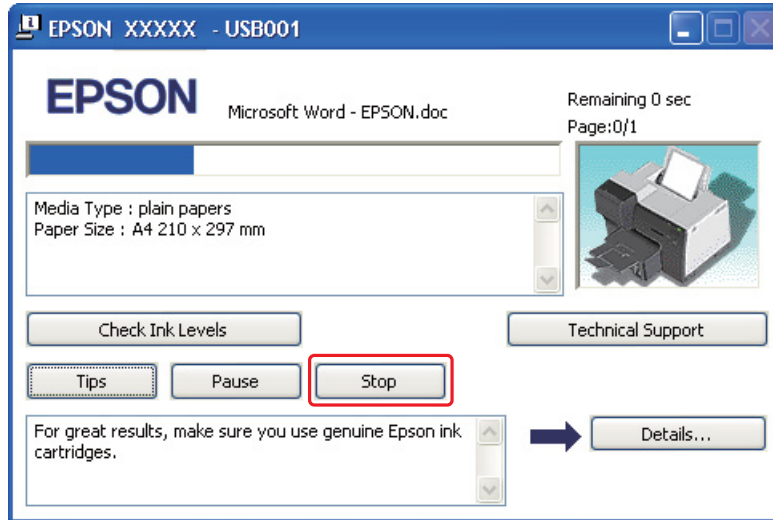 EPSON XXXXX - USB001
EPSON
Microsoft Word - EPSON.doc
Remaining 0 sec
Page:0/1
Media Type : plain papers
Paper Size : A4 210 x 297 mm
Check Ink Levels
Technical Support
Tips
Pause
Stop
For great results, make sure you use genuine Epson ink
cartridges.
Details...